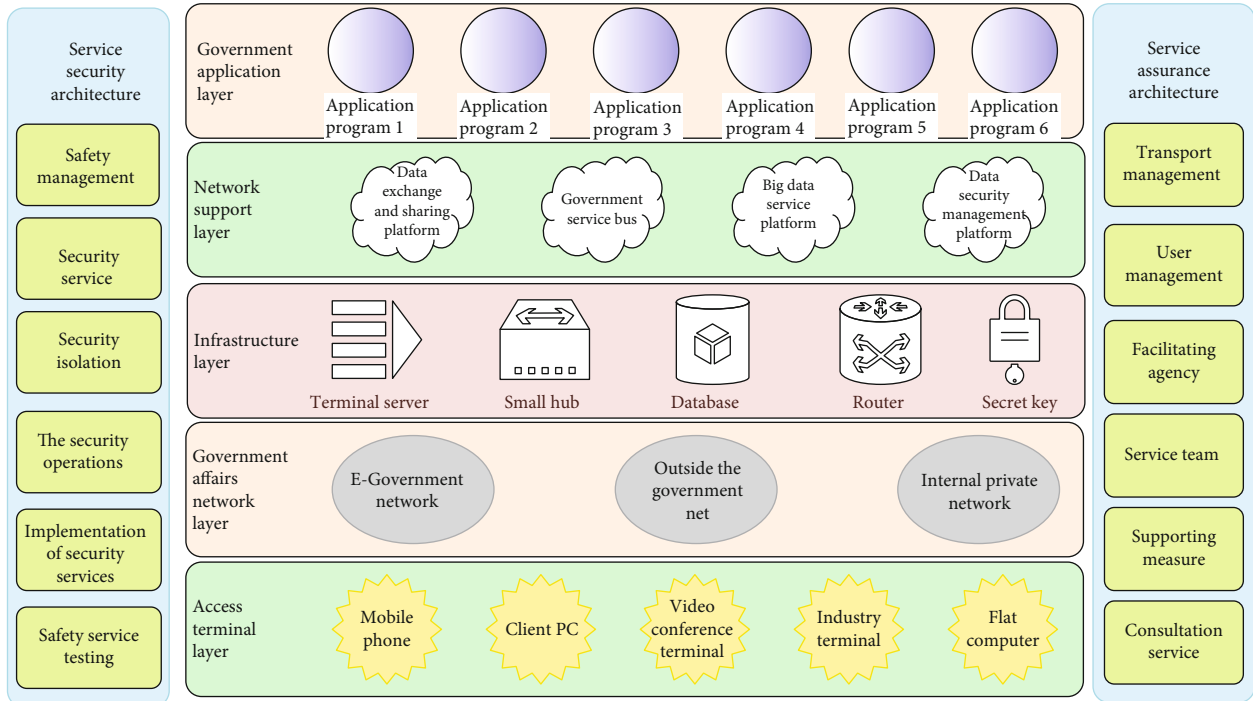 Service
security
architecture
Safety
management
Security
service
Security
isolation
The security
operations
Implementation
of security
services
Safety service
testing
Government
application
layer
Application
program 1
Application
program 2
Application
program 3
Application
program 4
Application
program 5
Application
program 6
Network
support
layer
Data
exchange
and sharing
platform
Government
service bus
Big data
service
platform
Data
security
management
platform
Infrastructure
layer
Terminal server
Small hub
Database
Router
Secret key
Government
affairs
network
layer
E-Government
network
Outside the
government
net
Internal private
network
Access
terminal
layer
Mobile
phone
Client PC
Video
conference
terminal
Industry
terminal
Flat
computer
Service
assurance
architecture
Transport
management
User
management
Facilitating
agency
Service team
Supporting
measure
Consultation
service